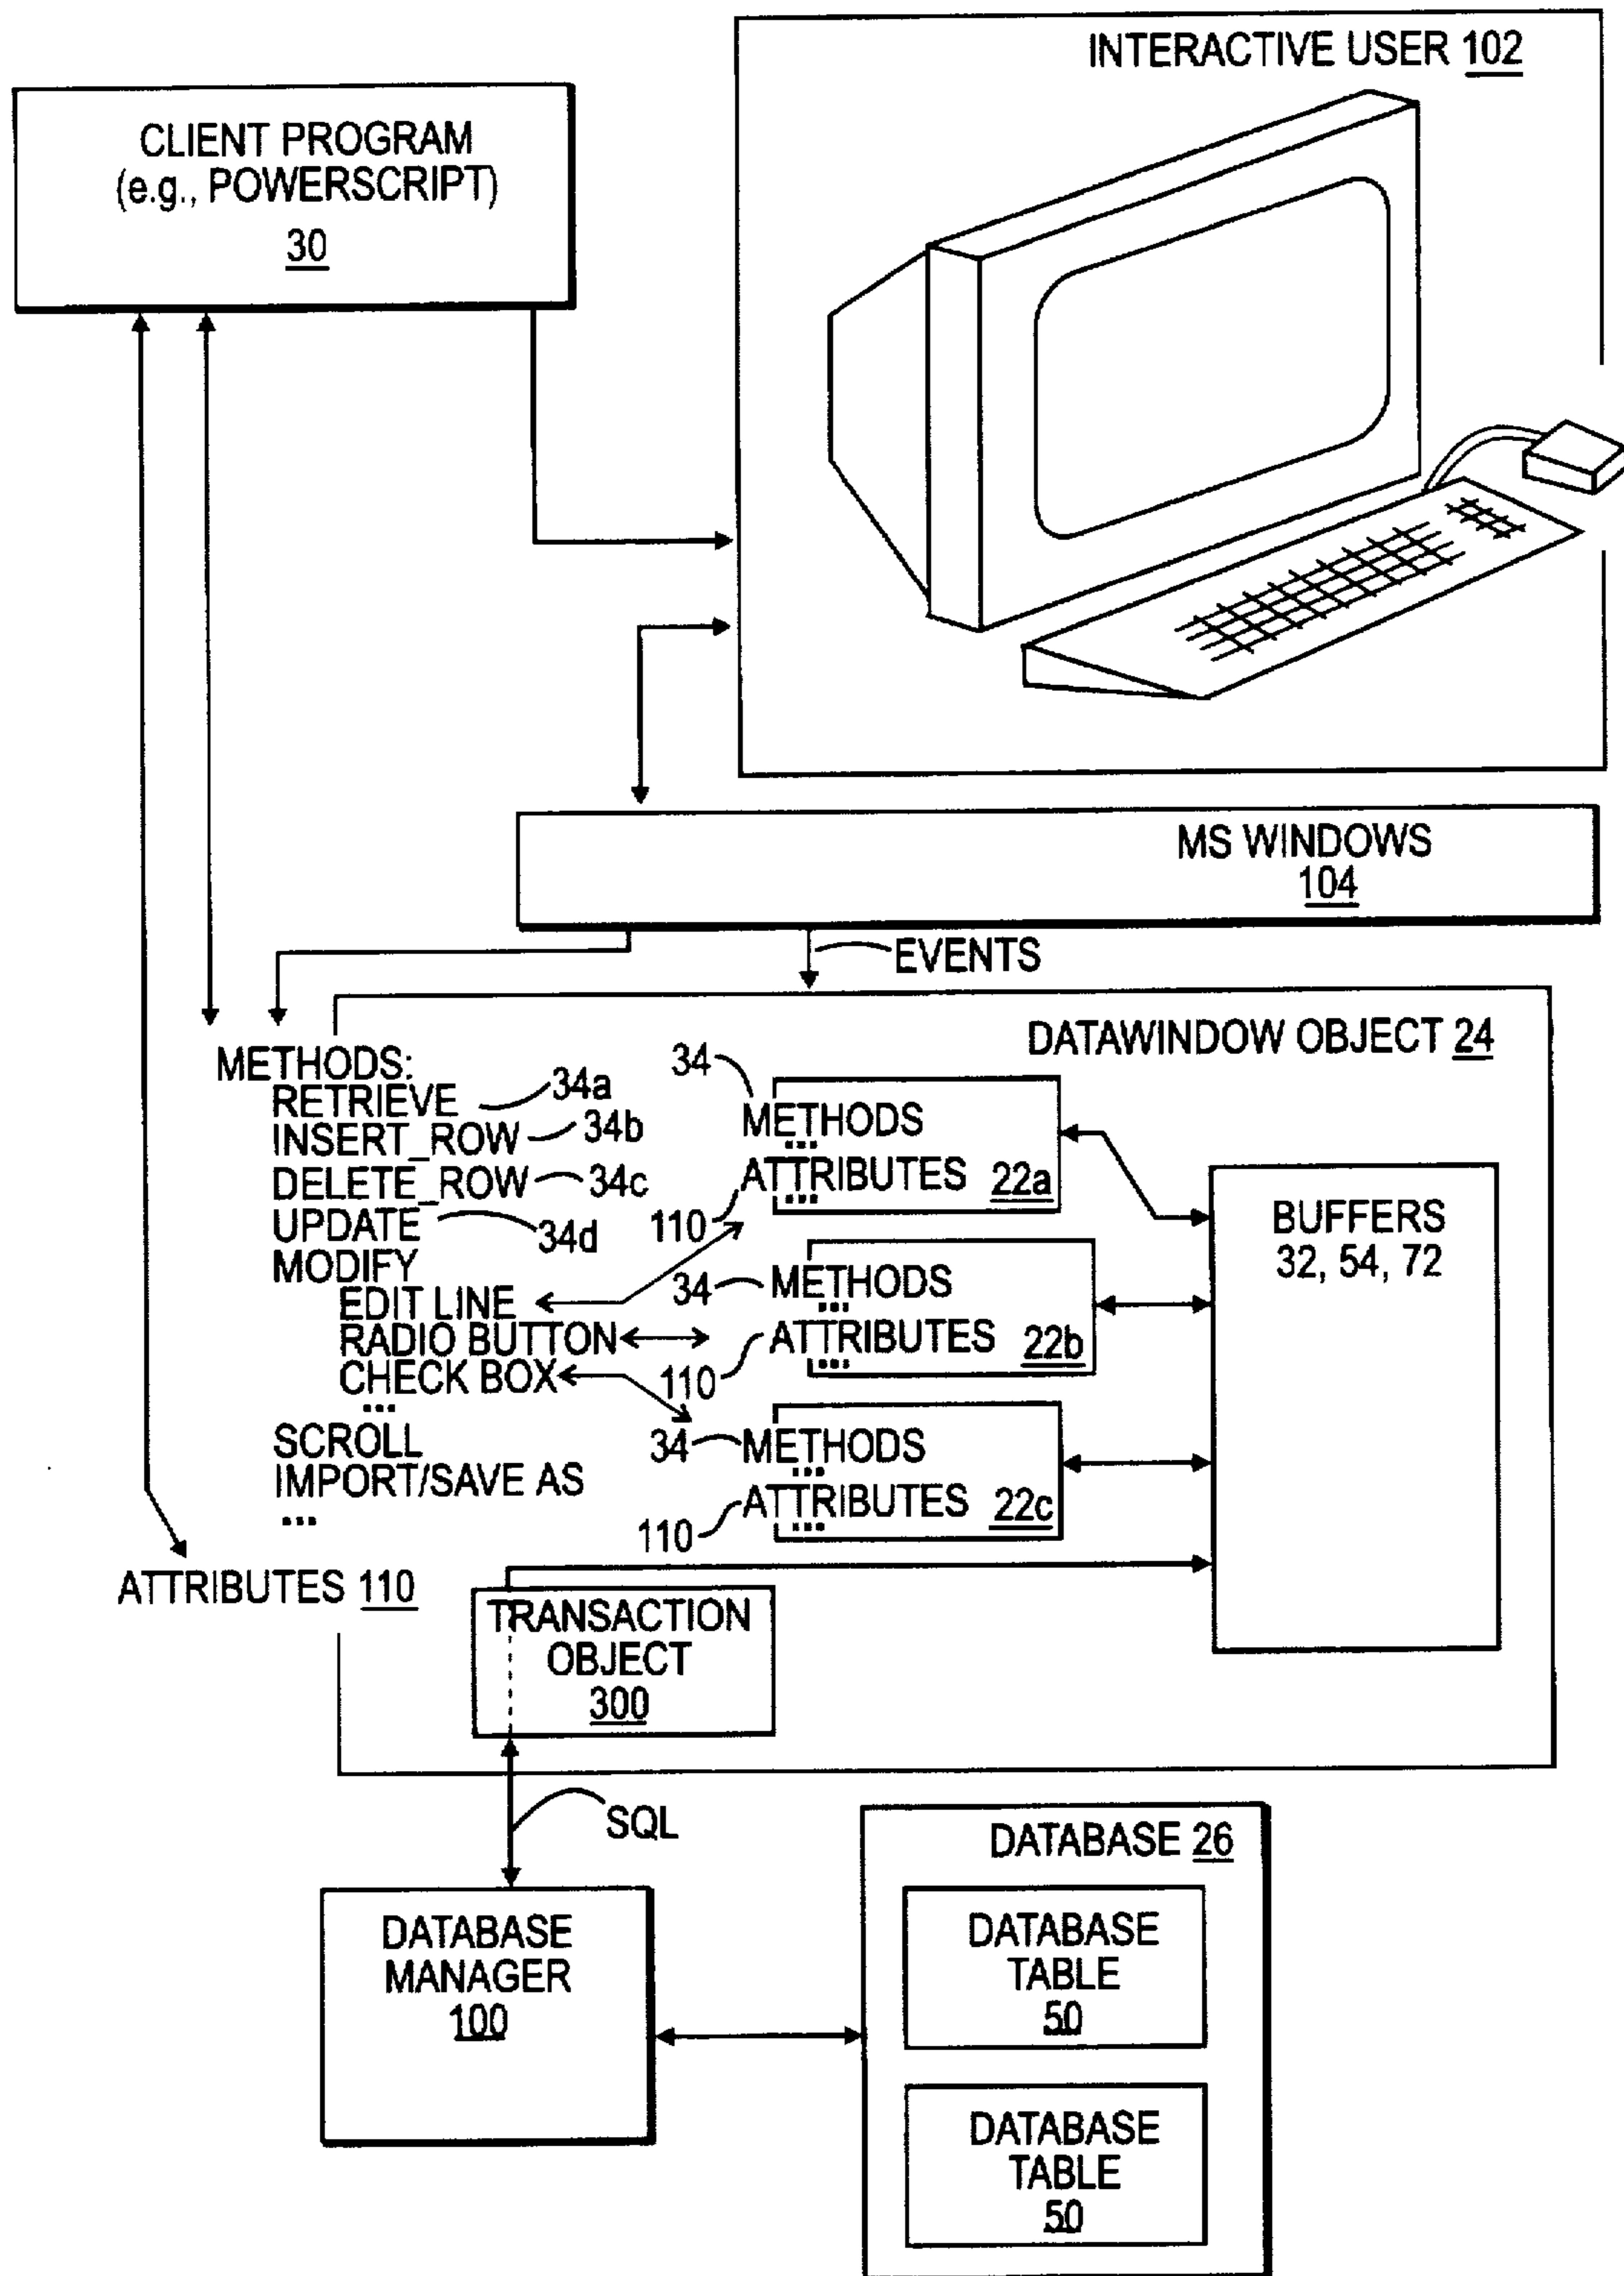 INTERACTIVE USER 102
CLIENT PROGRAM
(e.g., POWERSCRIPT)
30
MS WINDOWS
104
EVENTS
DATAWINDOW OBJECT 24
METHODS:
RETRIEVE 34a
INSERT_ROW 34b
DELETE_ROW 34c
UPDATE 34d
MODIFY
EDIT LINE
RADIO BUTTON
CHECK BOX
...
SCROLL
IMPORT/SAVE AS
...
ATTRIBUTES 110
34
METHODS
...
ATTRIBUTES 22a
...
110
34 METHODS
...
ATTRIBUTES 22b
...
110
34 METHODS
...
ATTRIBUTES 22c
...
110
BUFFERS
32, 54, 72
TRANSACTION
OBJECT
300
SQL
DATABASE
MANAGER
100
DATABASE 26
DATABASE
TABLE
50
DATABASE
TABLE
50